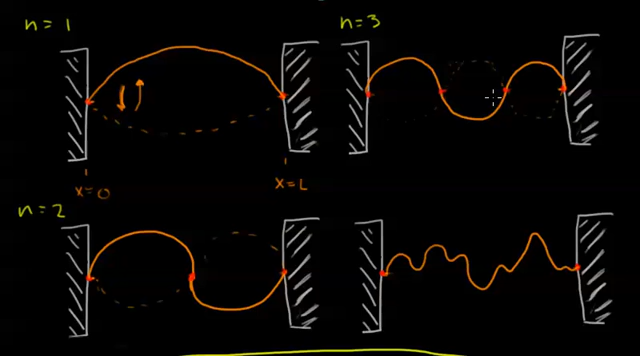 n = 1
n = 3
x = 0
x = L
n = 2